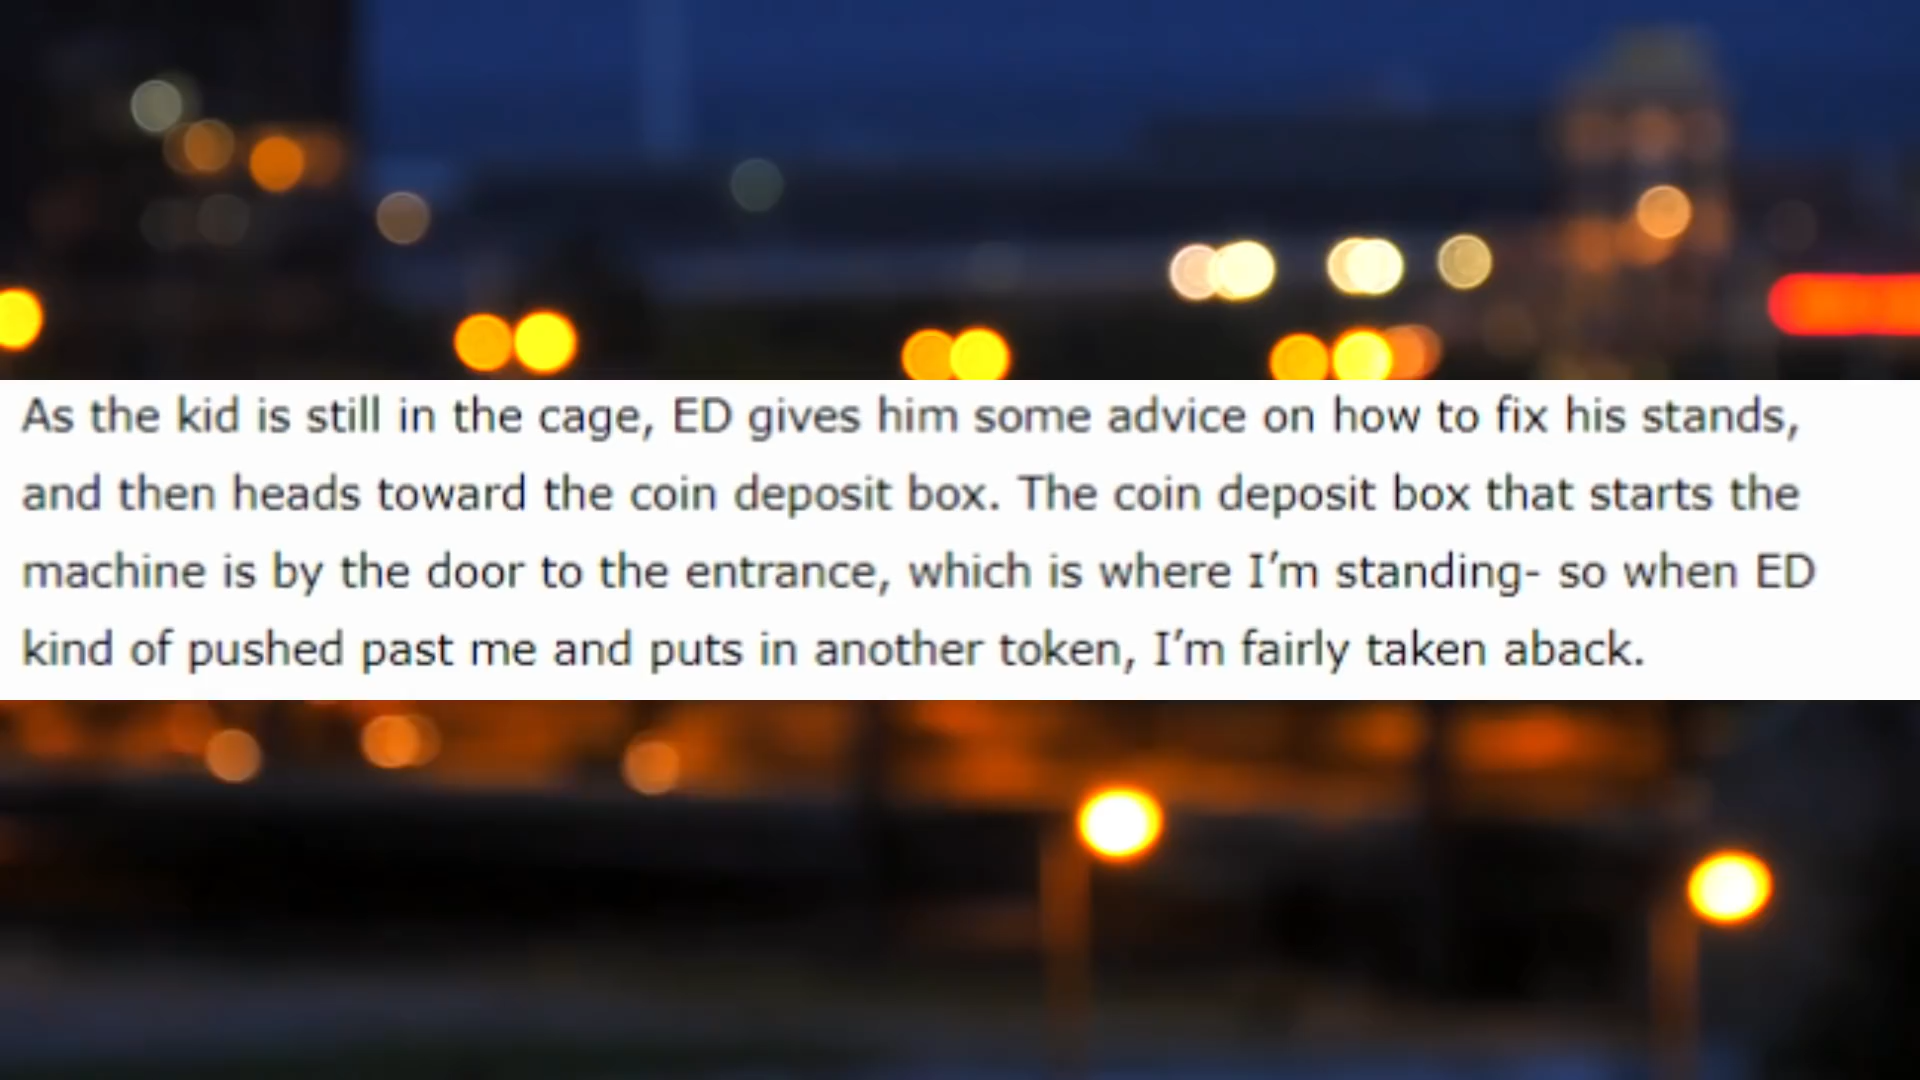 As the kid is still in the cage, ED gives him some advice on how to fix his stands,
and then heads toward the coin deposit box. The coin deposit box that starts the
machine is by the door to the entrance, which is where I’m standing- so when ED
kind of pushed past me and puts in another token, I’m fairly taken aback.